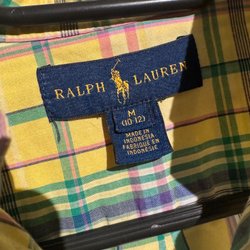 RALPH LAUREN
M
(10-12)
MADE IN
INDONESIA
FABRIQUÉ EN
INDONÉSIE